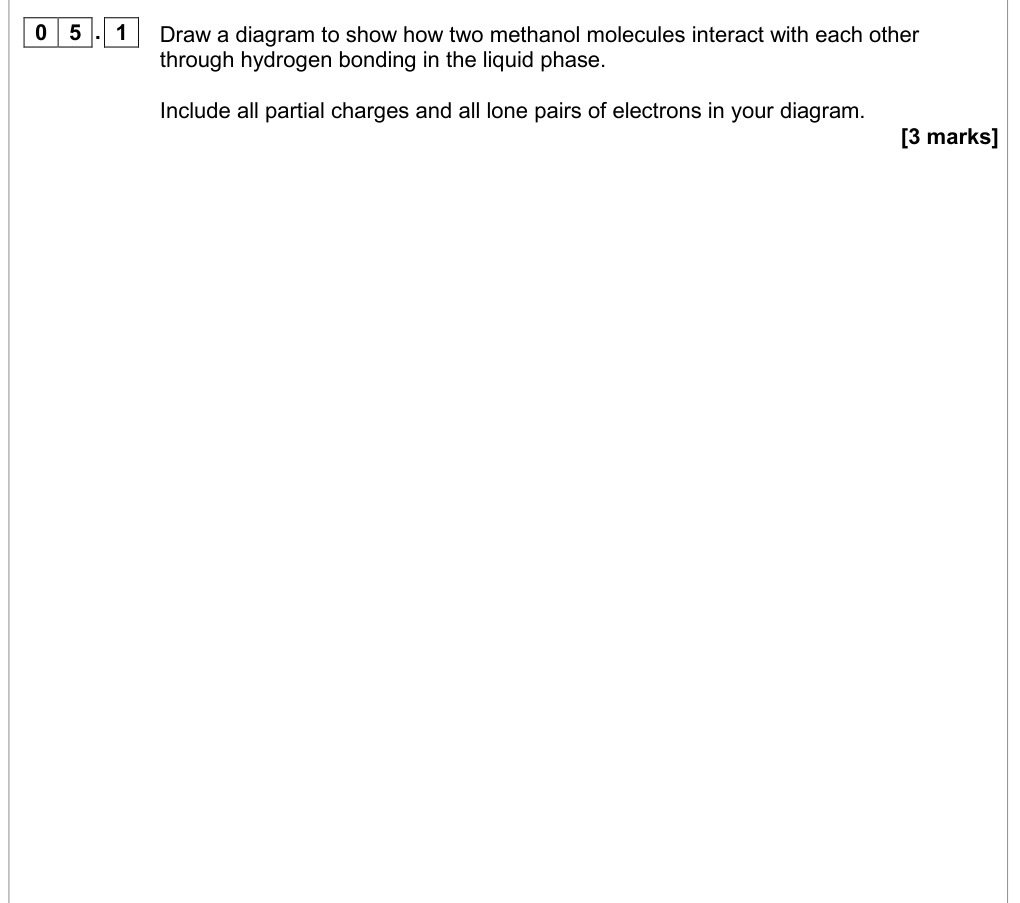 0 5 . 1 Draw a diagram to show how two methanol molecules interact with each other
through hydrogen bonding in the liquid phase.
Include all partial charges and all lone pairs of electrons in your diagram.
[3 marks]